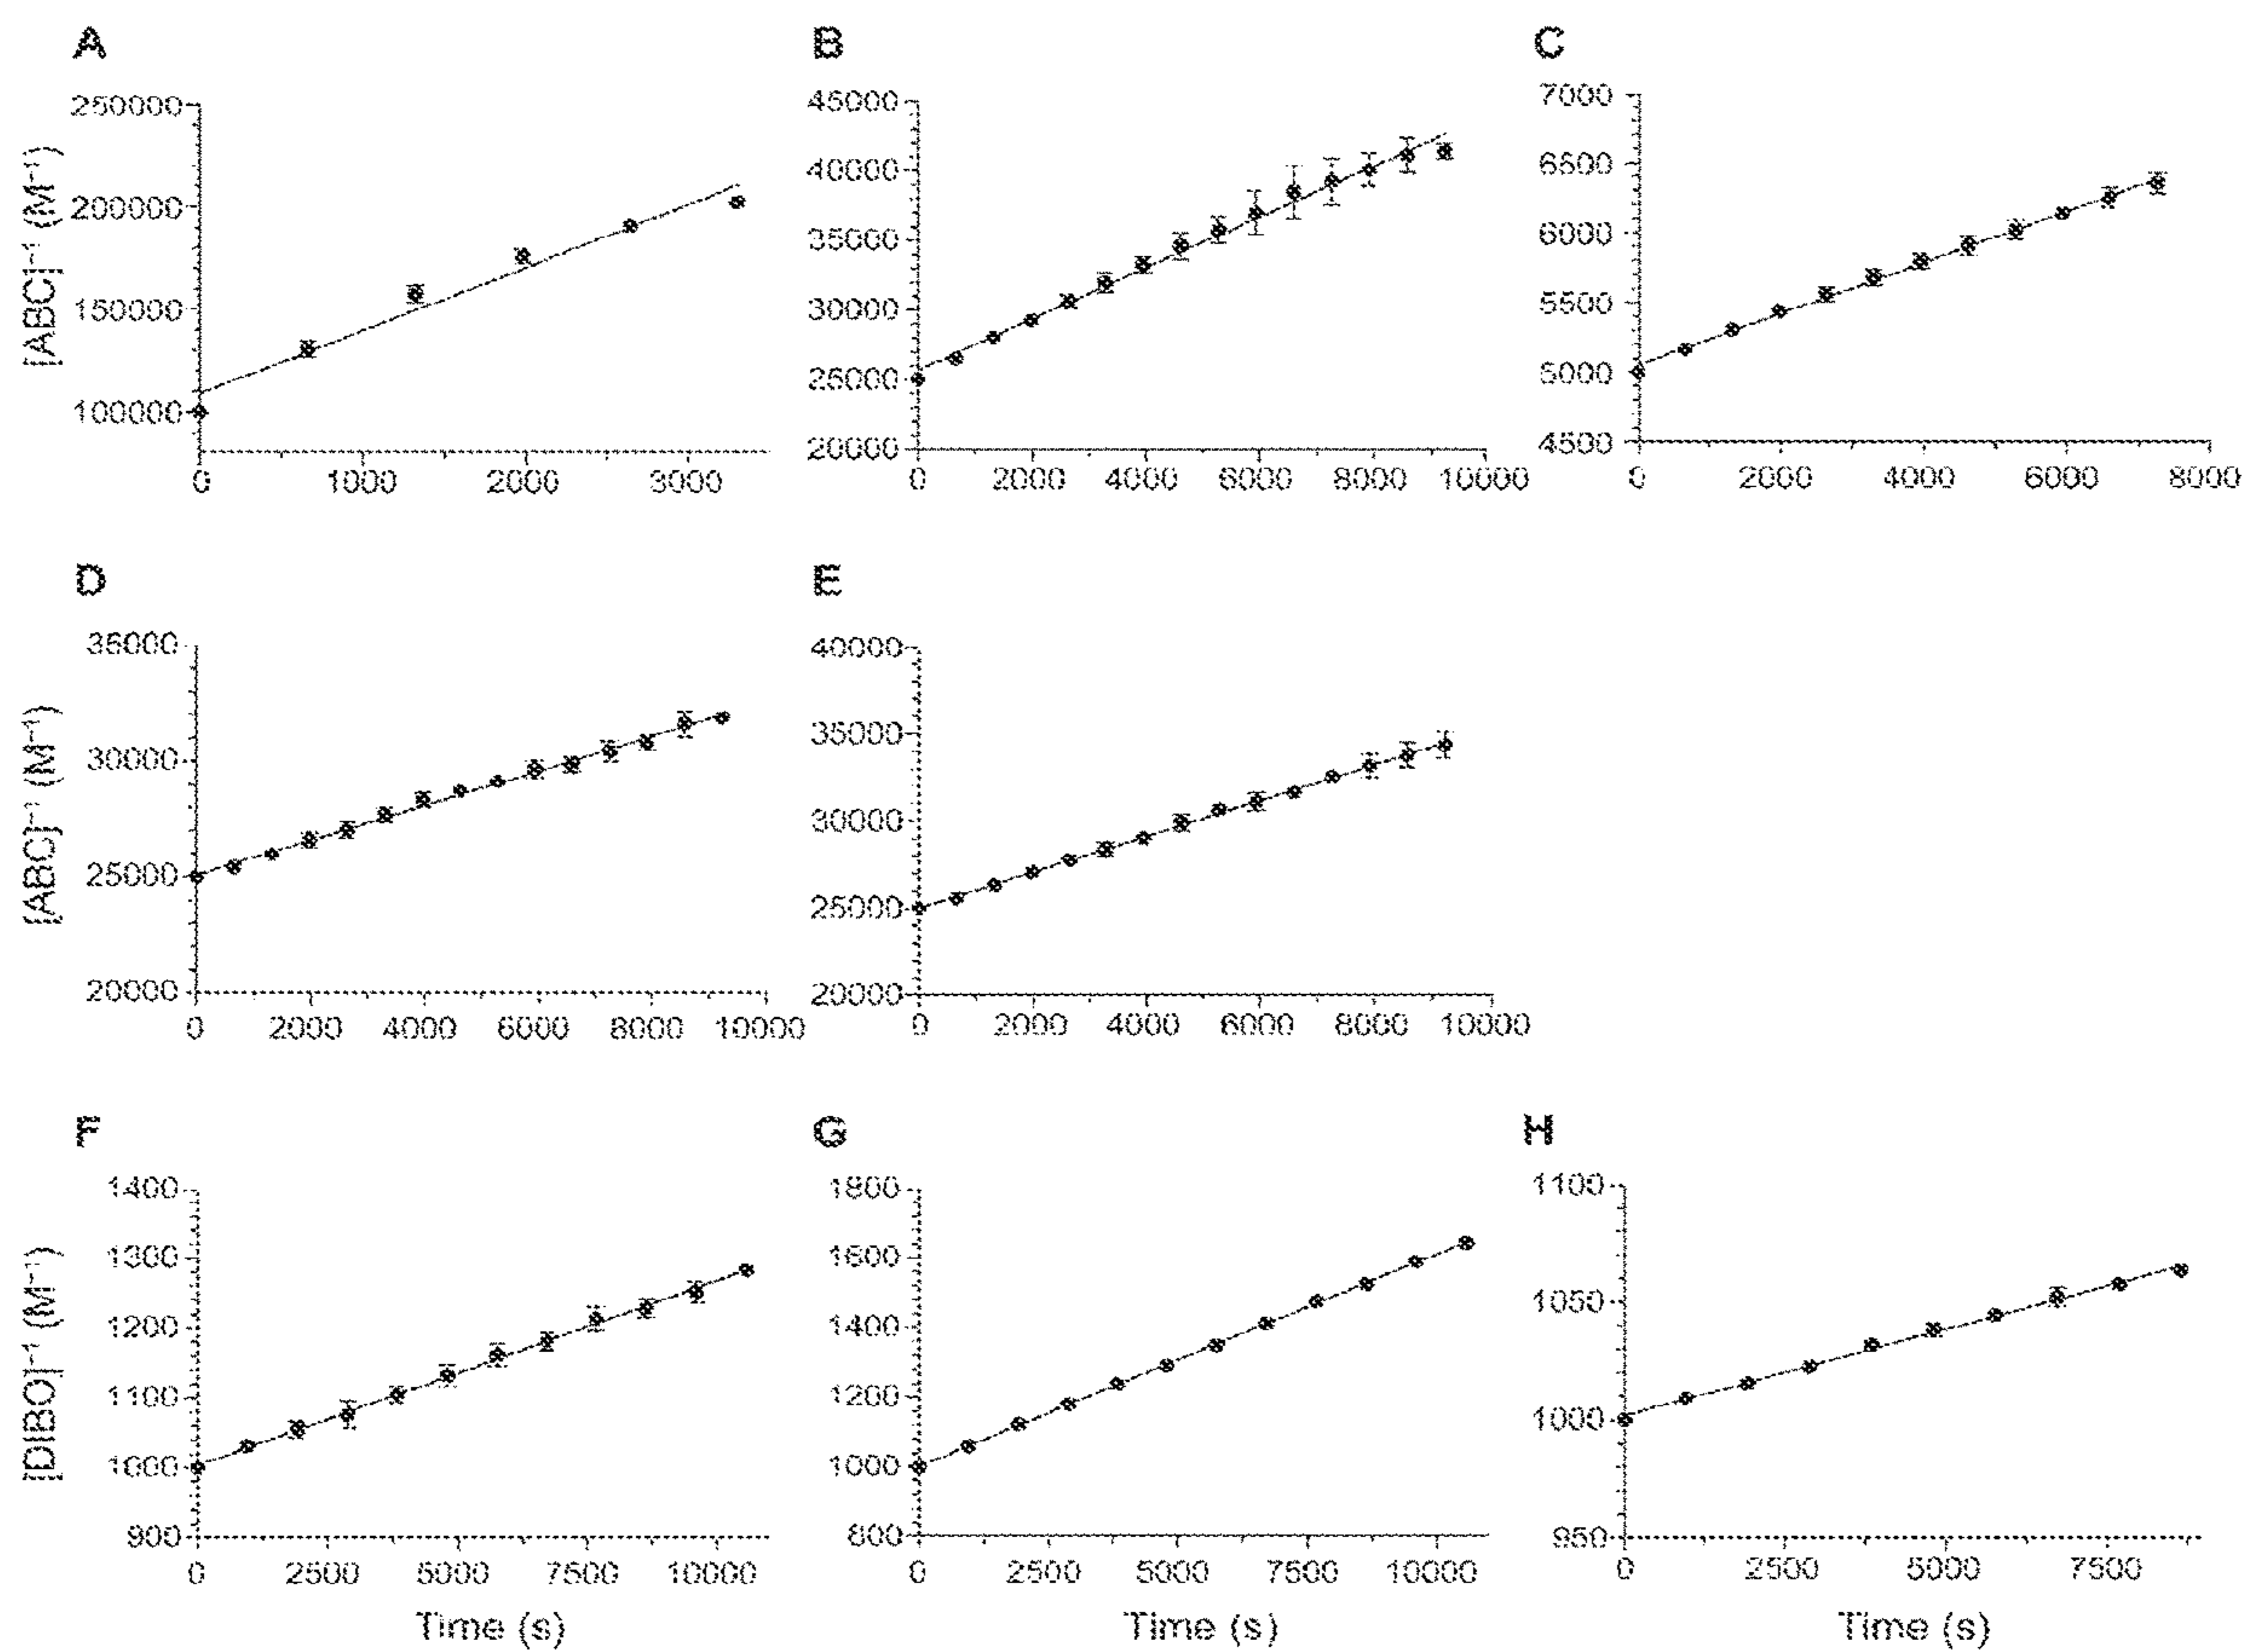 A
B
C
[ABC]⁻¹ (M⁻¹)
250000
200000
150000
100000
0 1000 2000 3000
45000
40000
35000
30000
25000
20000
0 2000 4000 6000 8000 10000
7000
6500
6000
5500
5000
4500
0 2000 4000 6000 8000
D
E
[ABC]⁻¹ (M⁻¹)
35000
30000
25000
20000
0 2000 4000 6000 8000 10000
40000
35000
30000
25000
20000
0 2000 4000 6000 8000 10000
F
G
H
[DIBO]⁻¹ (M⁻¹)
1400
1300
1200
1100
1000
900
0 2500 5000 7500 10000
Time (s)
1800
1600
1400
1200
1000
800
0 2500 5000 7500 10000
Time (s)
1100
1050
1000
950
0 2500 5000 7500
Time (s)